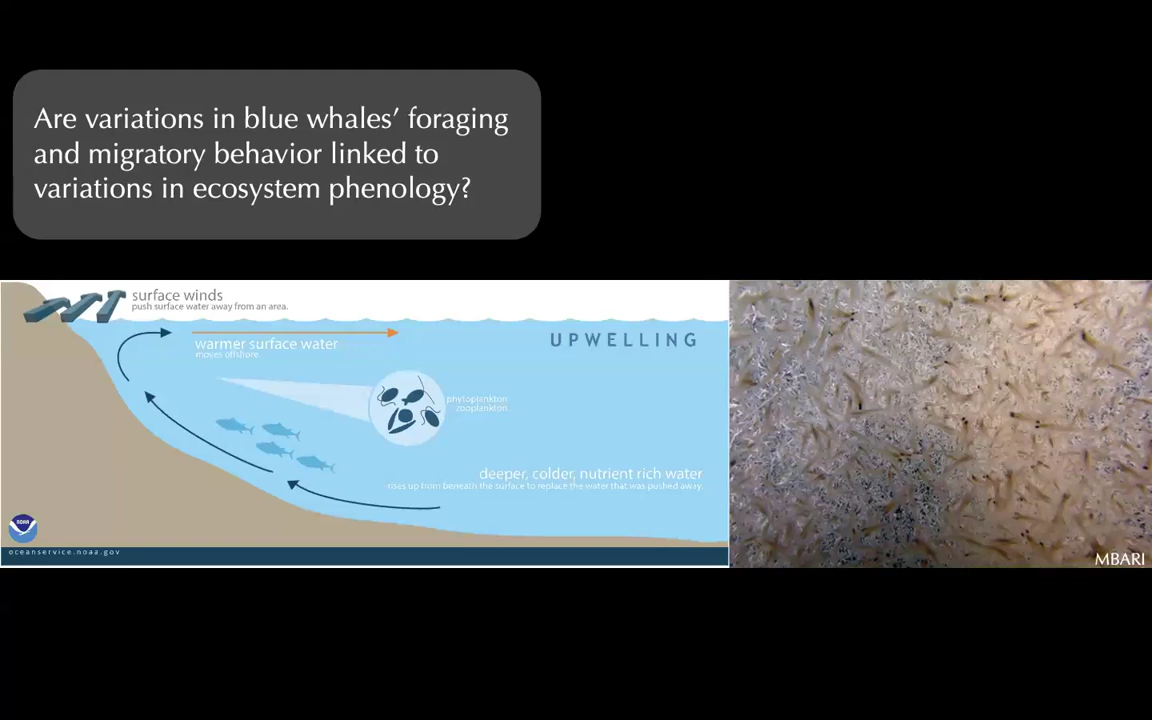 Are variations in blue whales’ foraging
and migratory behavior linked to
variations in ecosystem phenology?
surface winds
push surface water away from an area.
warmer surface water
moves offshore.
UPWELLING
phytoplankton
zooplankton
deeper, colder, nutrient rich water
rises up from beneath the surface to replace the water that was pushed away.
NOAA
oceanservice.noaa.gov
MBARI